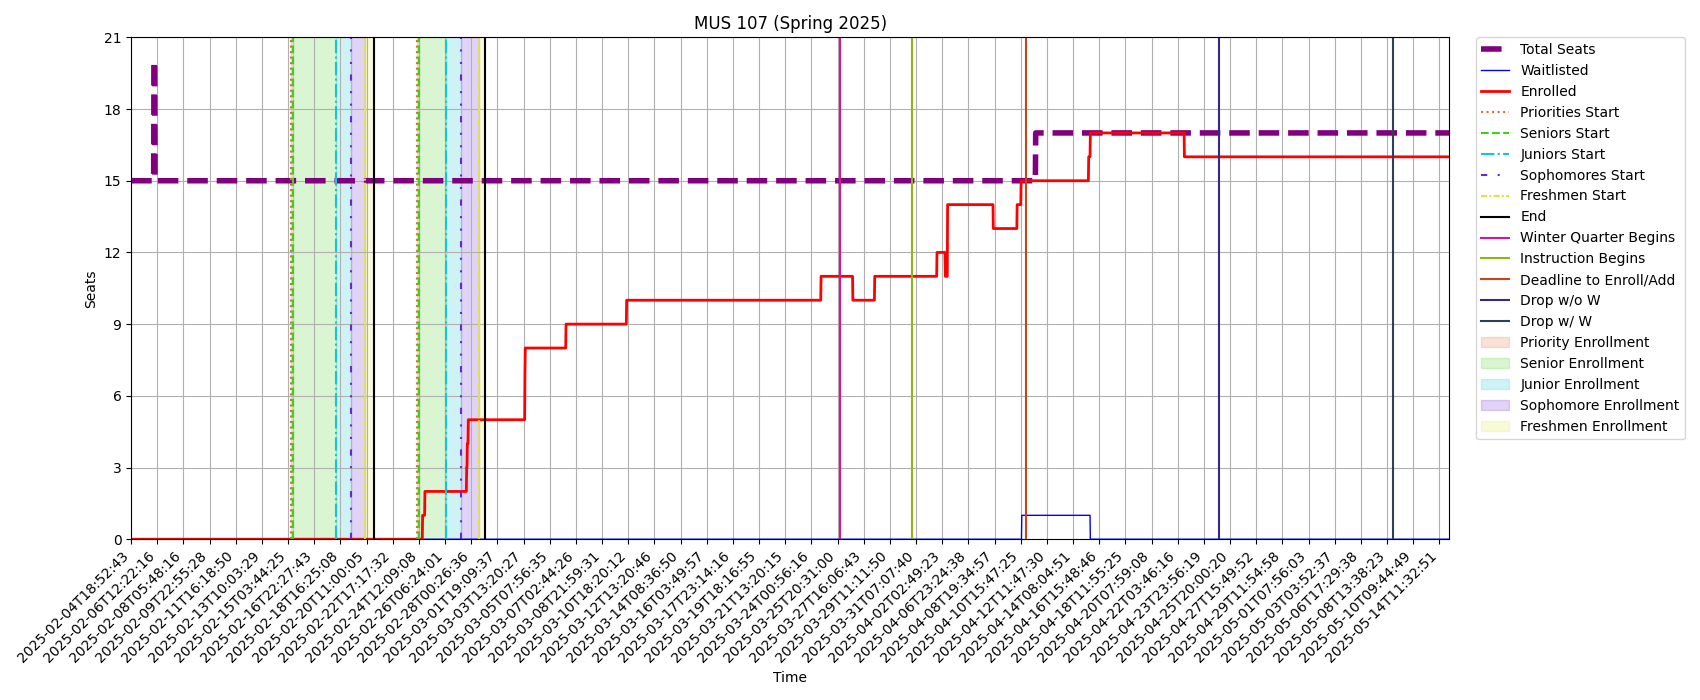 MUS 107 (Spring 2025)
21
18
15
12
9
6
3
0
Seats
2025-02-04T18:52:43
2025-02-06T12:22:16
2025-02-08T05:48:16
2025-02-09T22:55:28
2025-02-11T16:18:50
2025-02-13T10:03:29
2025-02-15T03:44:25
2025-02-16T22:27:43
2025-02-18T16:25:08
2025-02-20T11:00:05
2025-02-22T17:17:32
2025-02-24T12:09:08
2025-02-26T06:24:01
2025-02-28T00:26:36
2025-03-01T19:09:37
2025-03-03T13:20:27
2025-03-05T07:56:35
2025-03-07T02:44:26
2025-03-08T21:59:31
2025-03-10T18:20:12
2025-03-12T13:20:46
2025-03-14T08:36:50
2025-03-16T03:49:57
2025-03-17T23:14:16
2025-03-19T18:16:55
2025-03-21T13:20:15
2025-03-24T00:56:16
2025-03-25T20:31:00
2025-03-27T16:06:43
2025-03-29T11:11:50
2025-03-31T07:07:40
2025-04-02T02:49:23
2025-04-06T23:24:38
2025-04-08T19:34:57
2025-04-10T15:47:25
2025-04-12T11:47:30
2025-04-14T08:04:51
2025-04-16T15:48:46
2025-04-18T11:55:25
2025-04-20T07:59:08
2025-04-22T03:46:16
2025-04-23T23:56:19
2025-04-25T20:00:20
2025-04-27T15:49:52
2025-04-29T11:54:58
2025-05-01T07:56:03
2025-05-03T03:52:37
2025-05-06T17:29:38
2025-05-08T13:38:23
2025-05-10T09:44:49
2025-05-14T11:32:51
Time
Total Seats
Waitlisted
Enrolled
Priorities Start
Seniors Start
Juniors Start
Sophomores Start
Freshmen Start
End
Winter Quarter Begins
Instruction Begins
Deadline to Enroll/Add
Drop w/o W
Drop w/ W
Priority Enrollment
Senior Enrollment
Junior Enrollment
Sophomore Enrollment
Freshmen Enrollment